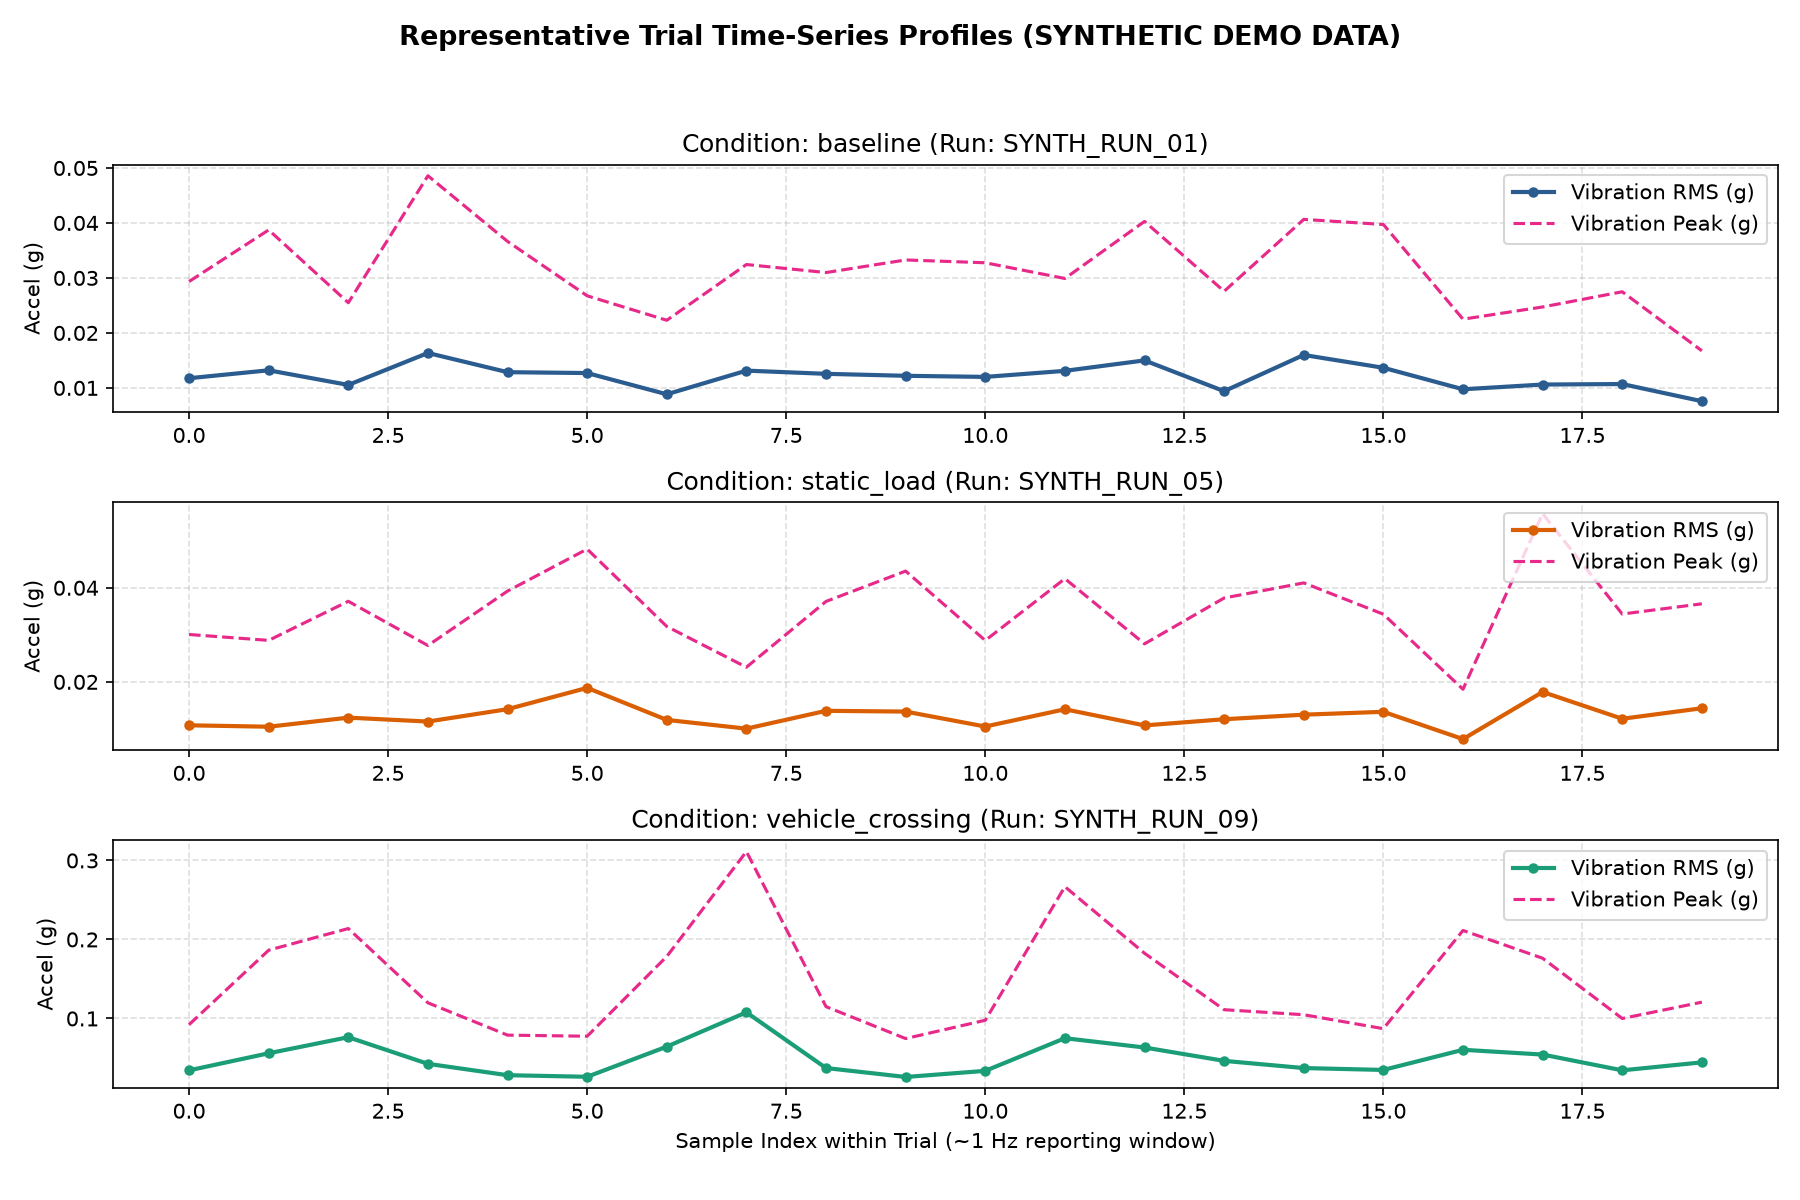 Representative Trial Time-Series Profiles (SYNTHETIC DEMO DATA)
Condition: baseline (Run: SYNTH_RUN_01)
Accel (g)
0.05
0.04
0.03
0.02
0.01
Vibration RMS (g)
Vibration Peak (g)
0.0 2.5 5.0 7.5 10.0 12.5 15.0 17.5
Condition: static_load (Run: SYNTH_RUN_05)
Accel (g)
0.04
0.02
Vibration RMS (g)
Vibration Peak (g)
0.0 2.5 5.0 7.5 10.0 12.5 15.0 17.5
Condition: vehicle_crossing (Run: SYNTH_RUN_09)
Accel (g)
0.3
0.2
0.1
Vibration RMS (g)
Vibration Peak (g)
0.0 2.5 5.0 7.5 10.0 12.5 15.0 17.5
Sample Index within Trial (~1 Hz reporting window)